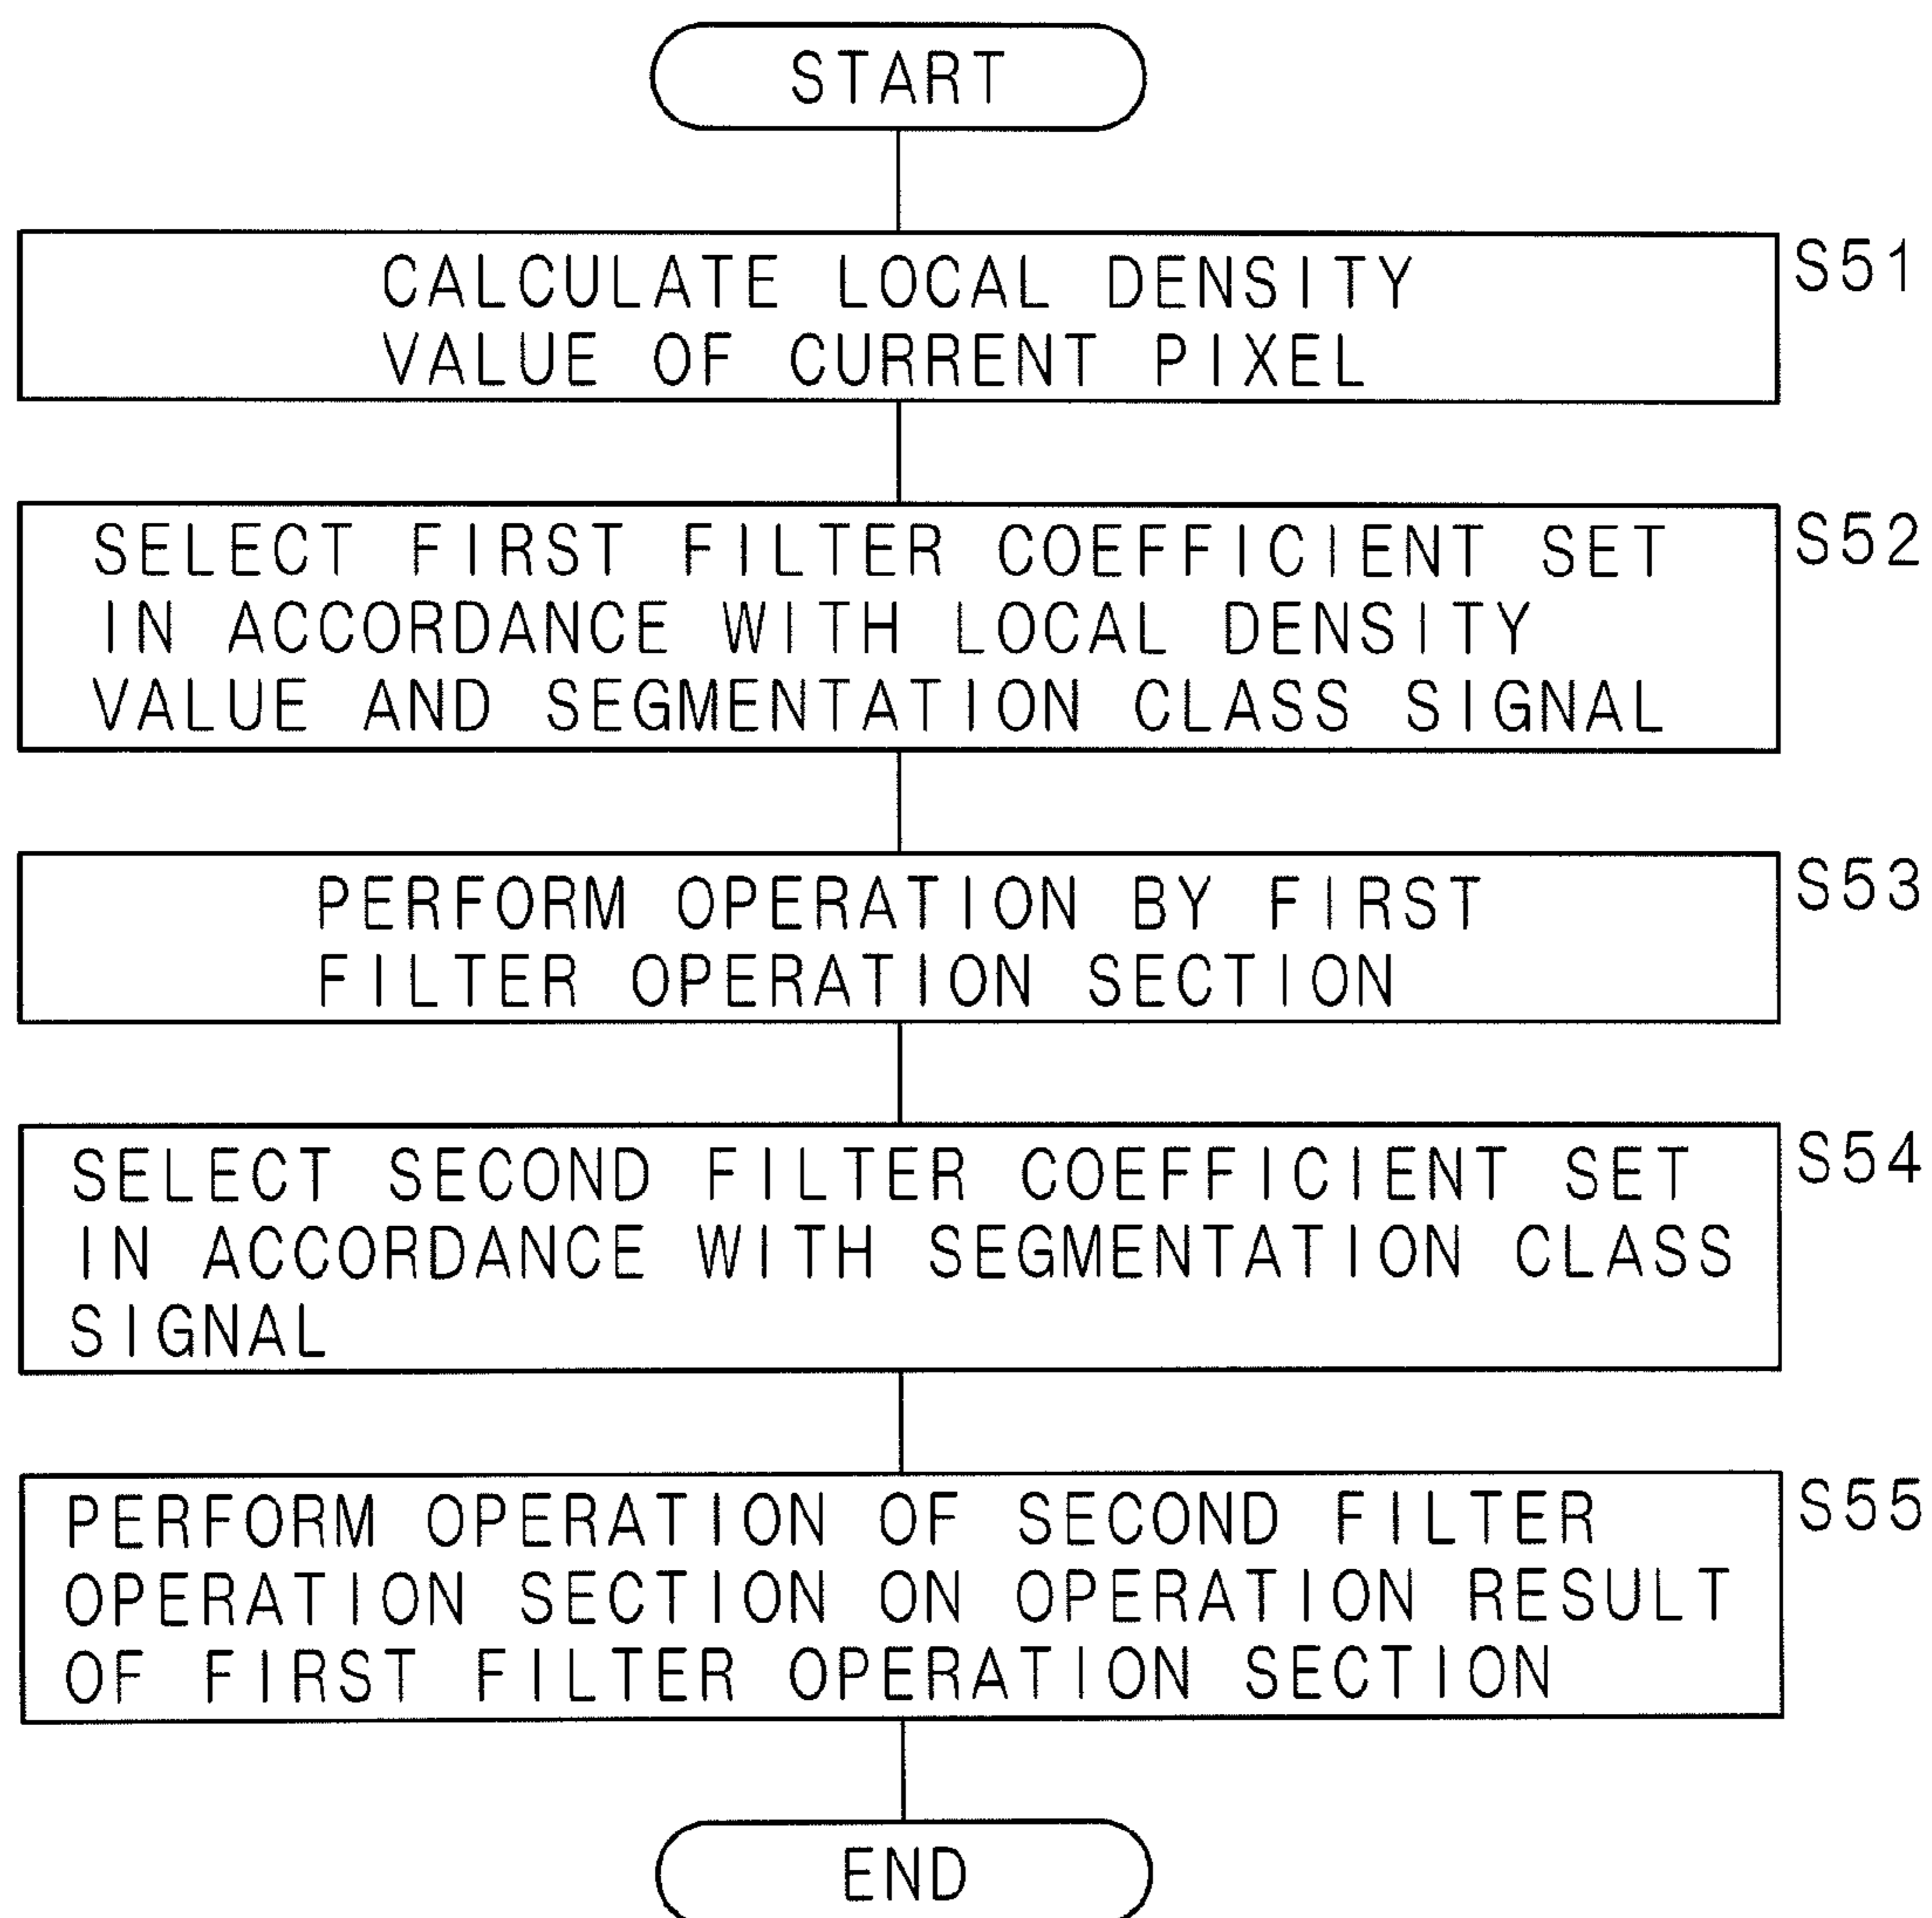 START
CALCULATE LOCAL DENSITY
VALUE OF CURRENT PIXEL
S51
SELECT FIRST FILTER COEFFICIENT SET
IN ACCORDANCE WITH LOCAL DENSITY
VALUE AND SEGMENTATION CLASS SIGNAL
S52
PERFORM OPERATION BY FIRST
FILTER OPERATION SECTION
S53
SELECT SECOND FILTER COEFFICIENT SET
IN ACCORDANCE WITH SEGMENTATION CLASS
SIGNAL
S54
PERFORM OPERATION OF SECOND FILTER
OPERATION SECTION ON OPERATION RESULT
OF FIRST FILTER OPERATION SECTION
S55
END